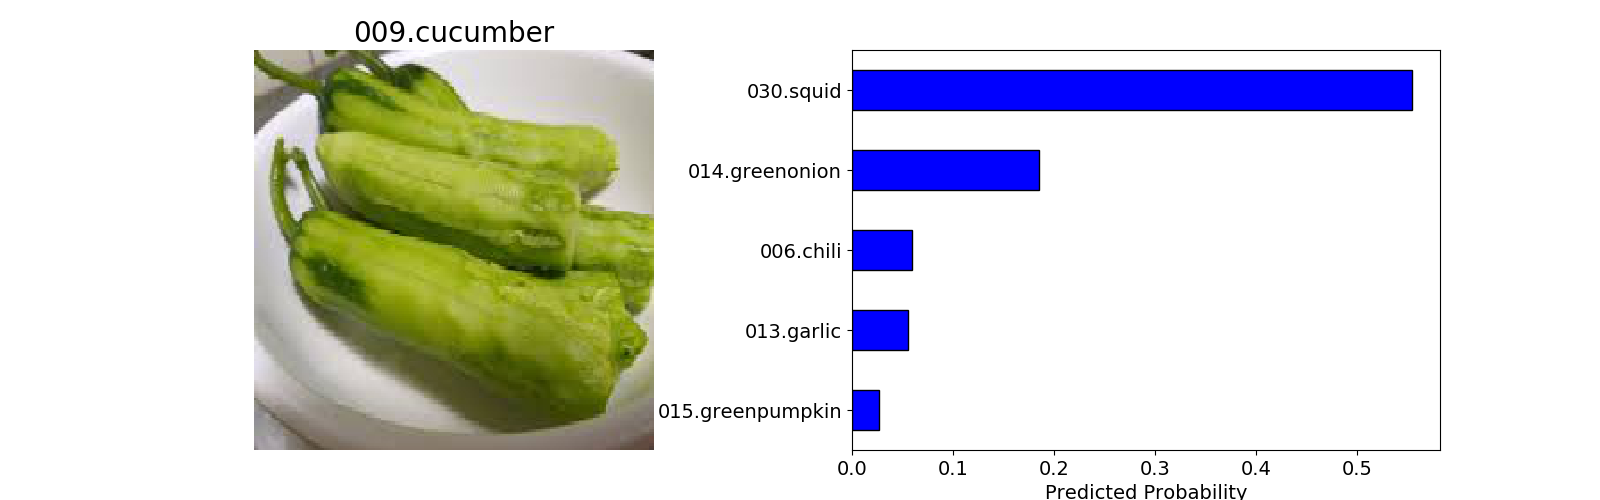 009.cucumber
030.squid
014.greenonion
006.chili
013.garlic
015.greenpumpkin
0.0 0.1 0.2 0.3 0.4 0.5
Predicted Probability